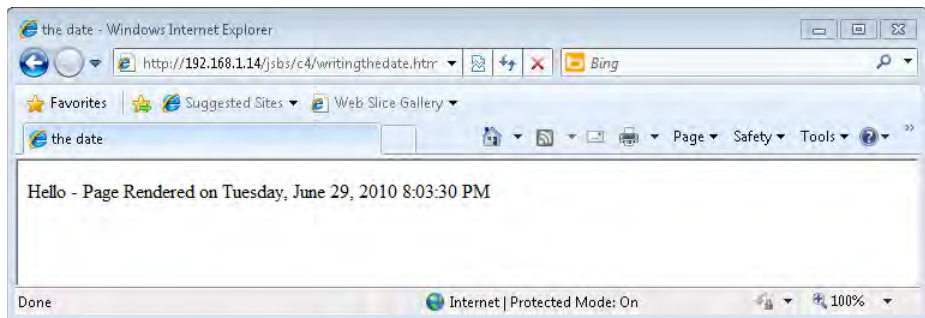 the date - Windows Internet Explorer
http://192.168.1.14/jsbs/c4/writingthedate.htm Bing
Favorites Suggested Sites Web Slice Gallery
the date Page Safety Tools »
Hello - Page Rendered on Tuesday, June 29, 2010 8:03:30 PM
Done Internet | Protected Mode: On 100%